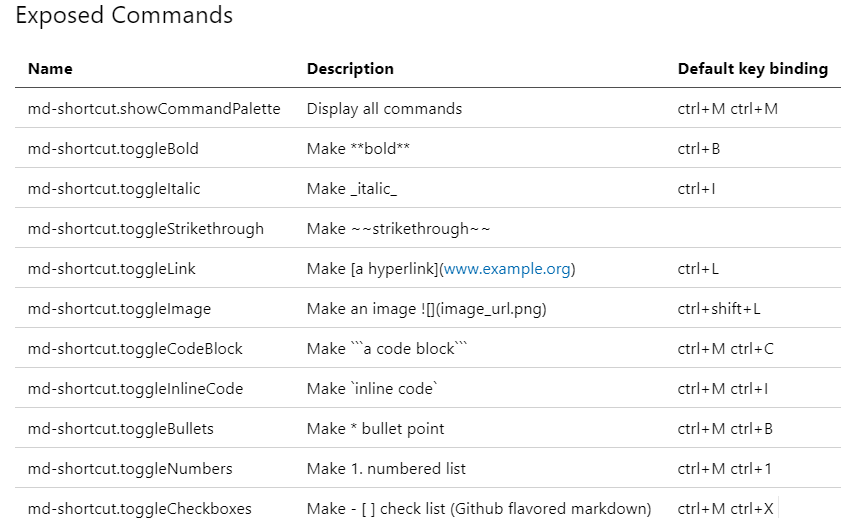 Exposed Commands
Name Description Default key binding
md-shortcut.showCommandPalette Display all commands ctrl+M ctrl+M
md-shortcut.toggleBold Make **bold** ctrl+B
md-shortcut.toggleItalic Make _italic_ ctrl+I
md-shortcut.toggleStrikethrough Make ~~strikethrough~~
md-shortcut.toggleLink Make [a hyperlink](www.example.org) ctrl+L
md-shortcut.toggleImage Make an image ![](image_url.png) ctrl+shift+L
md-shortcut.toggleCodeBlock Make ```a code block``` ctrl+M ctrl+C
md-shortcut.toggleInlineCode Make `inline code` ctrl+M ctrl+I
md-shortcut.toggleBullets Make * bullet point ctrl+M ctrl+B
md-shortcut.toggleNumbers Make 1. numbered list ctrl+M ctrl+1
md-shortcut.toggleCheckboxes Make - [ ] check list (Github flavored markdown) ctrl+M ctrl+X